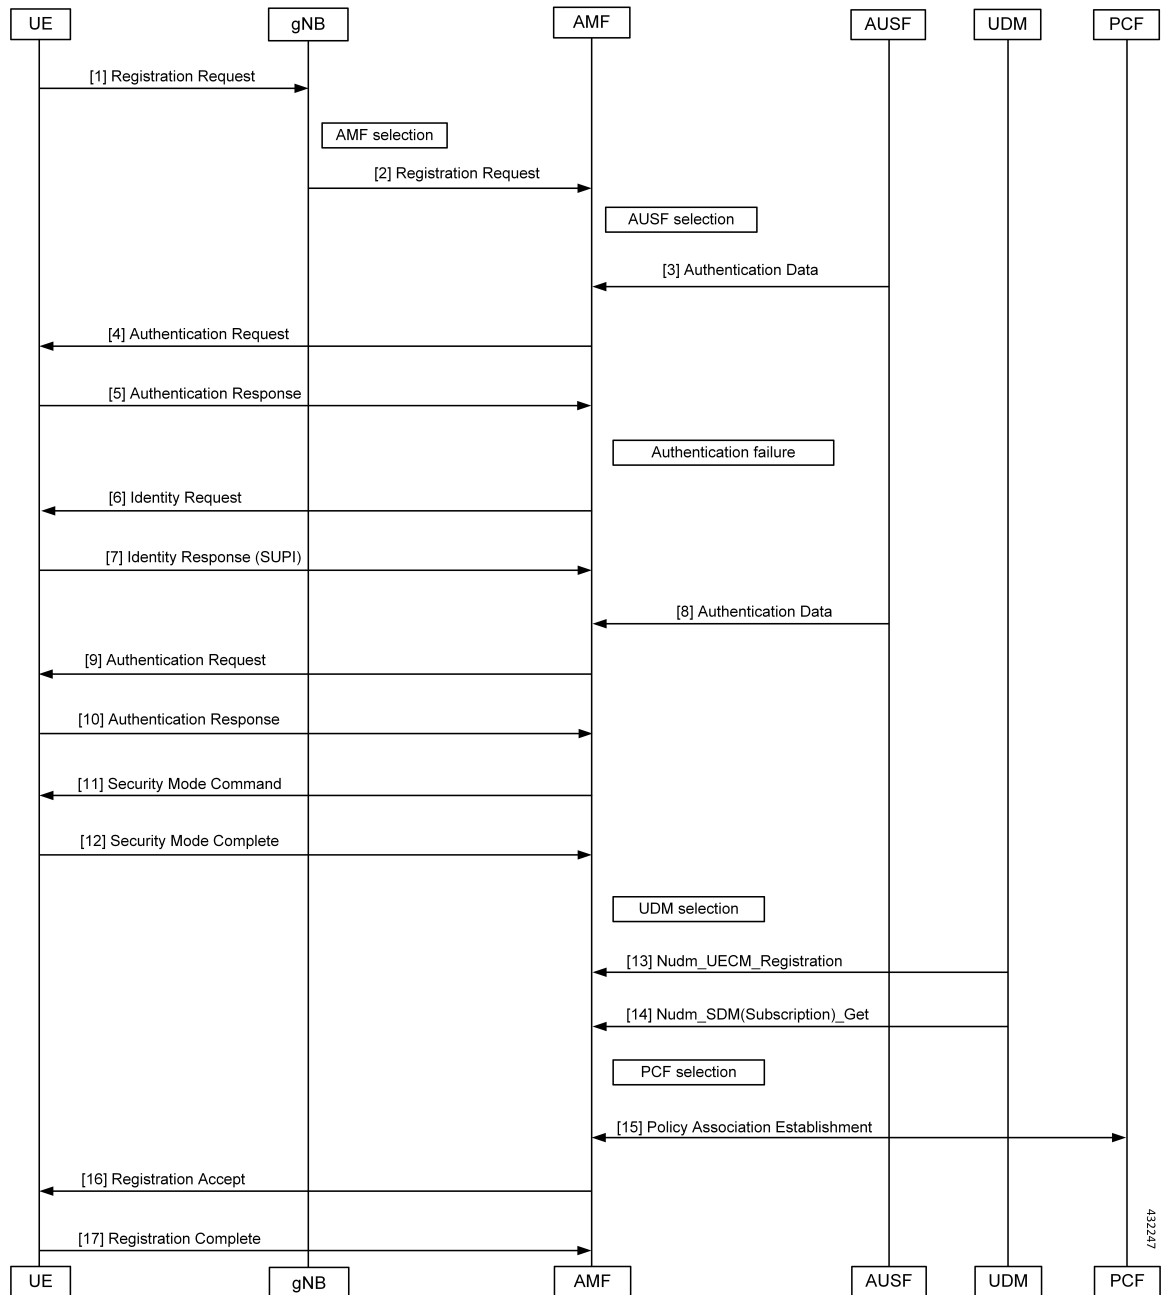 UE gNB AMF AUSF UDM PCF
[1] Registration Request
AMF selection
[2] Registration Request
AUSF selection
[3] Authentication Data
[4] Authentication Request
[5] Authentication Response
Authentication failure
[6] Identity Request
[7] Identity Response (SUPI)
[8] Authentication Data
[9] Authentication Request
[10] Authentication Response
[11] Security Mode Command
[12] Security Mode Complete
UDM selection
[13] Nudm_UECM_Registration
[14] Nudm_SDM(Subscription)_Get
PCF selection
[15] Policy Association Establishment
[16] Registration Accept
[17] Registration Complete
432247
UE gNB AMF AUSF UDM PCF